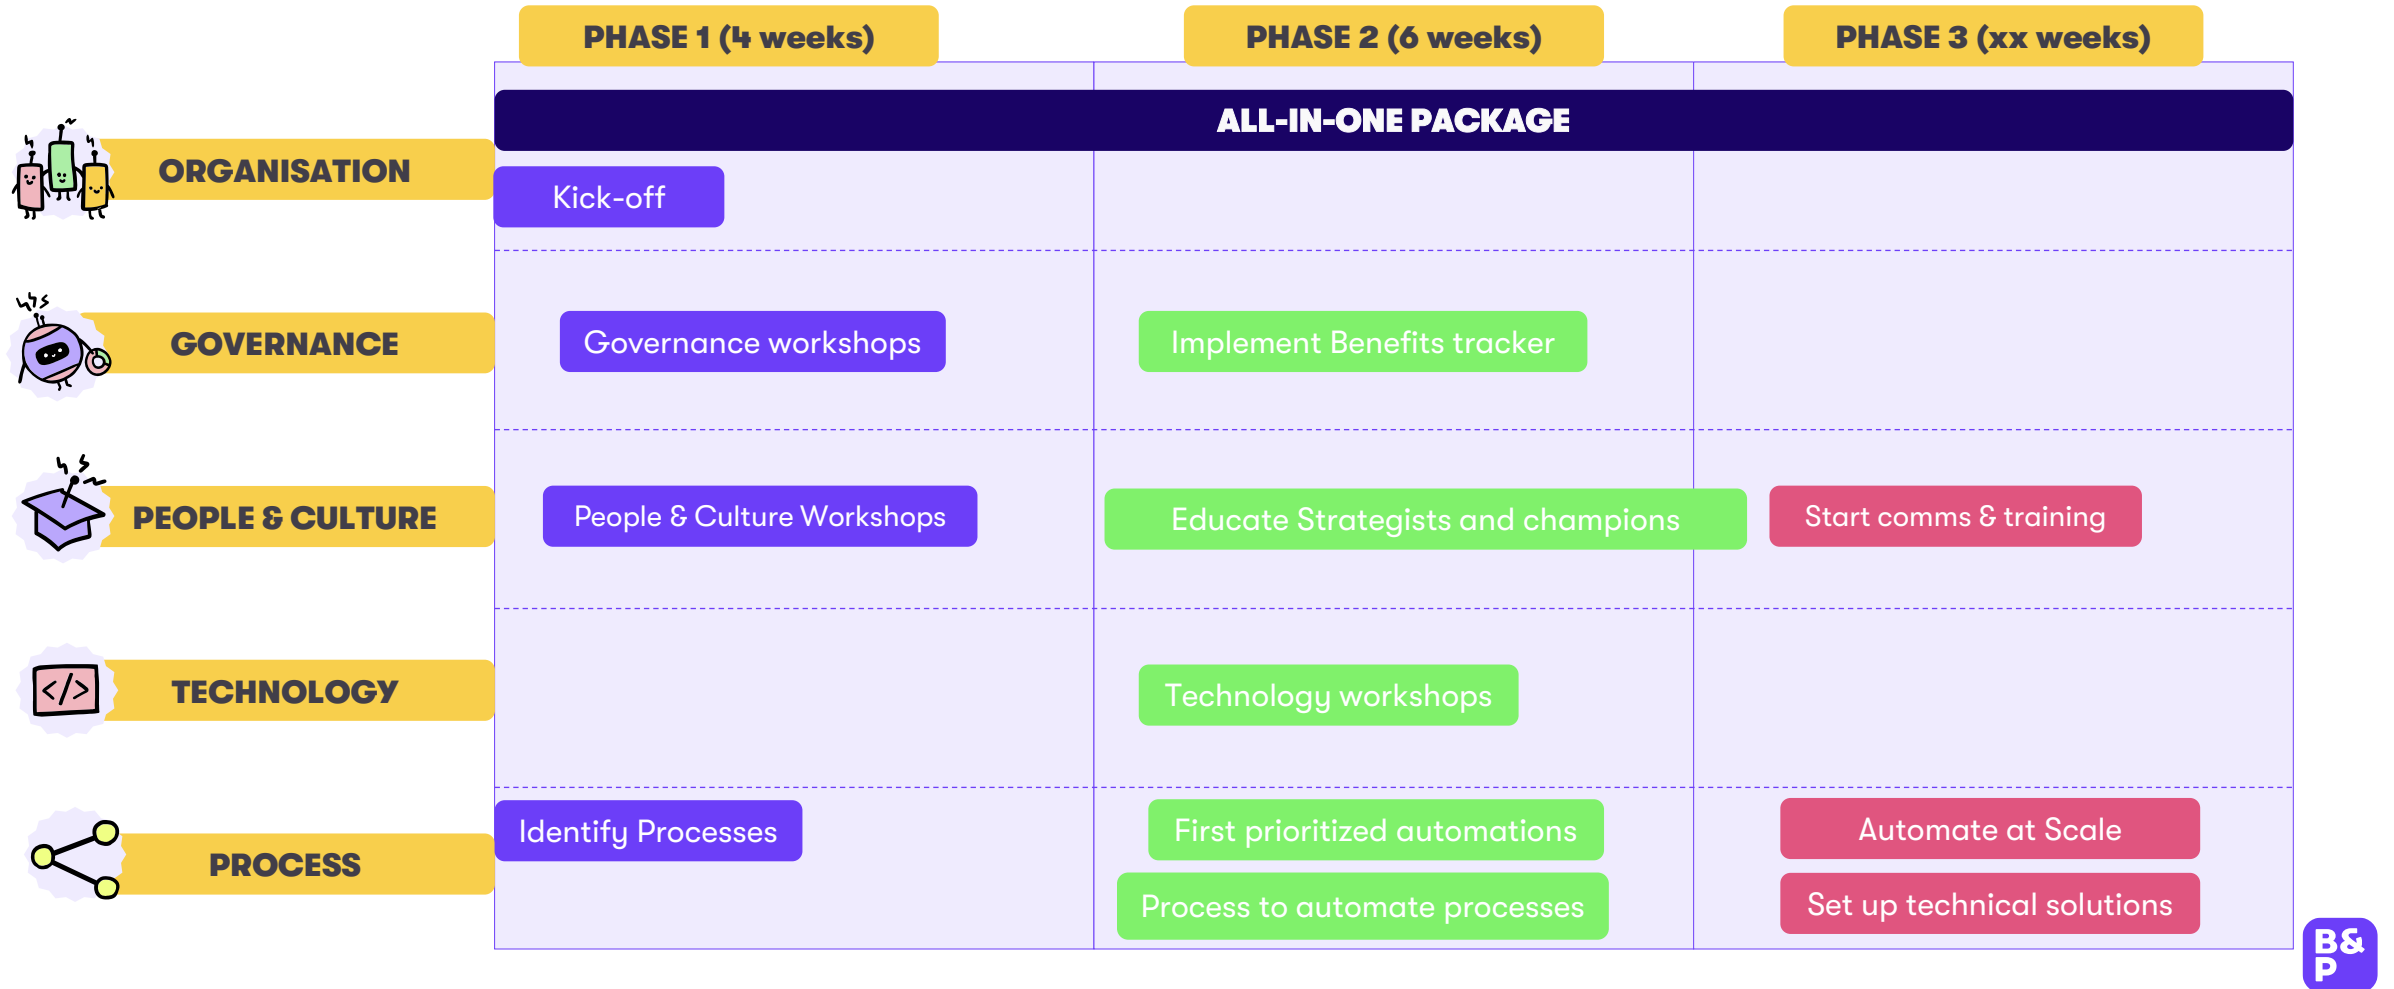 PHASE 1 (4 weeks)
PHASE 2 (6 weeks)
PHASE 3 (xx weeks)
ALL-IN-ONE PACKAGE
ORGANISATION
Kick-off
GOVERNANCE
Governance workshops
Implement Benefits tracker
PEOPLE & CULTURE
People & Culture Workshops
Educate Strategists and champions
Start comms & training
</>
TECHNOLOGY
Technology workshops
PROCESS
Identify Processes
First prioritized automations
Automate at Scale
Process to automate processes
Set up technical solutions
B&
P